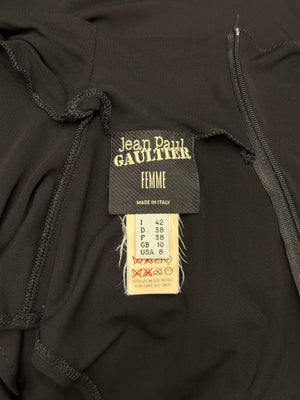 Jean Paul
GAULTIER
FEMME
MADE IN ITALY
I 42
D 38
F 38
GB 10
USA 8